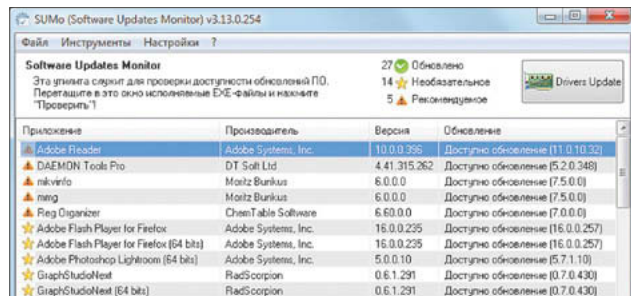 SUMo (Software Updates Monitor) v3.13.0.254
Файл Инструменты Настройки ?
Software Updates Monitor
Эта утилита служит для проверки доступности обновлений ПО.
Перетащите в это окно исполняемые EXE-файлы и нажмите
"Проверить"!
27 Обновлено
14 Необязательное
5 Рекомендуемое
Drivers Update
Приложение Производитель Версия Обновление
Adobe Reader Adobe Systems, Inc. 10.0.0.396 Доступно обновление (11.0.10.32)
DAEMON Tools Pro DT Soft Ltd 4.41.315.262 Доступно обновление (5.2.0.348)
mkvinfo Moritz Bunkus 6.0.0.0 Доступно обновление (7.5.0.0)
mmg Moritz Bunkus 6.0.0.0 Доступно обновление (7.5.0.0)
Reg Organizer ChemTable Software 6.60.0.0 Доступно обновление (7.0.0.0)
Adobe Flash Player for Firefox Adobe Systems, Inc. 16.0.0.235 Доступно обновление (16.0.0.257)
Adobe Flash Player for Firefox (64 bits) Adobe Systems, Inc. 16.0.0.235 Доступно обновление (16.0.0.257)
Adobe Photoshop Lightroom (64 bits) Adobe Systems, Inc. 5.0.0.10 Доступно обновление (5.7.1.10)
GraphStudioNext RadScorpion 0.6.1.291 Доступно обновление (0.7.0.430)
GraphStudioNext (64 bits) RadScorpion 0.6.1.291 Доступно обновление (0.7.0.430)